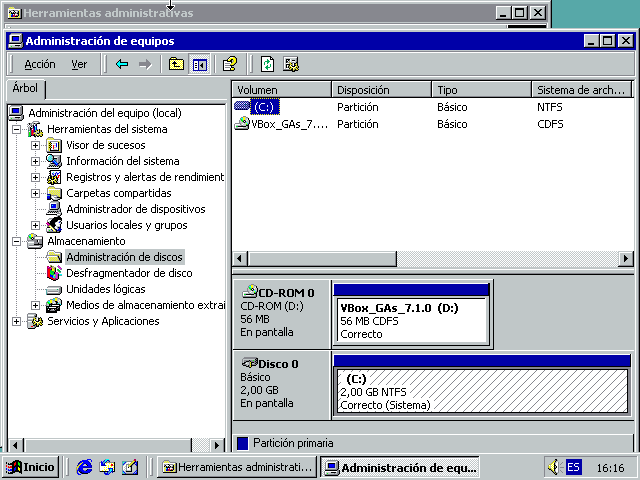 Herramientas administrativas
Administración de equipos
Acción Ver
Árbol
Administración del equipo (local)
Herramientas del sistema
Visor de sucesos
Información del sistema
Registros y alertas de rendimient
Carpetas compartidas
Administrador de dispositivos
Usuarios locales y grupos
Almacenamiento
Administración de discos
Desfragmentador de disco
Unidades lógicas
Medios de almacenamiento extrai
Servicios y Aplicaciones
Volumen Disposición Tipo Sistema de arch...
(C:) Partición Básico NTFS
VBox_GAs_7.... Partición Básico CDFS
CD-ROM 0
CD-ROM (D:)
56 MB
En pantalla
VBox_GAs_7.1.0 (D:)
56 MB CDFS
Correcto
Disco 0
Básico
2,00 GB
En pantalla
(C:)
2,00 GB NTFS
Correcto (Sistema)
Partición primaria
Inicio Herramientas administrati... Administración de equ... ES 16:16